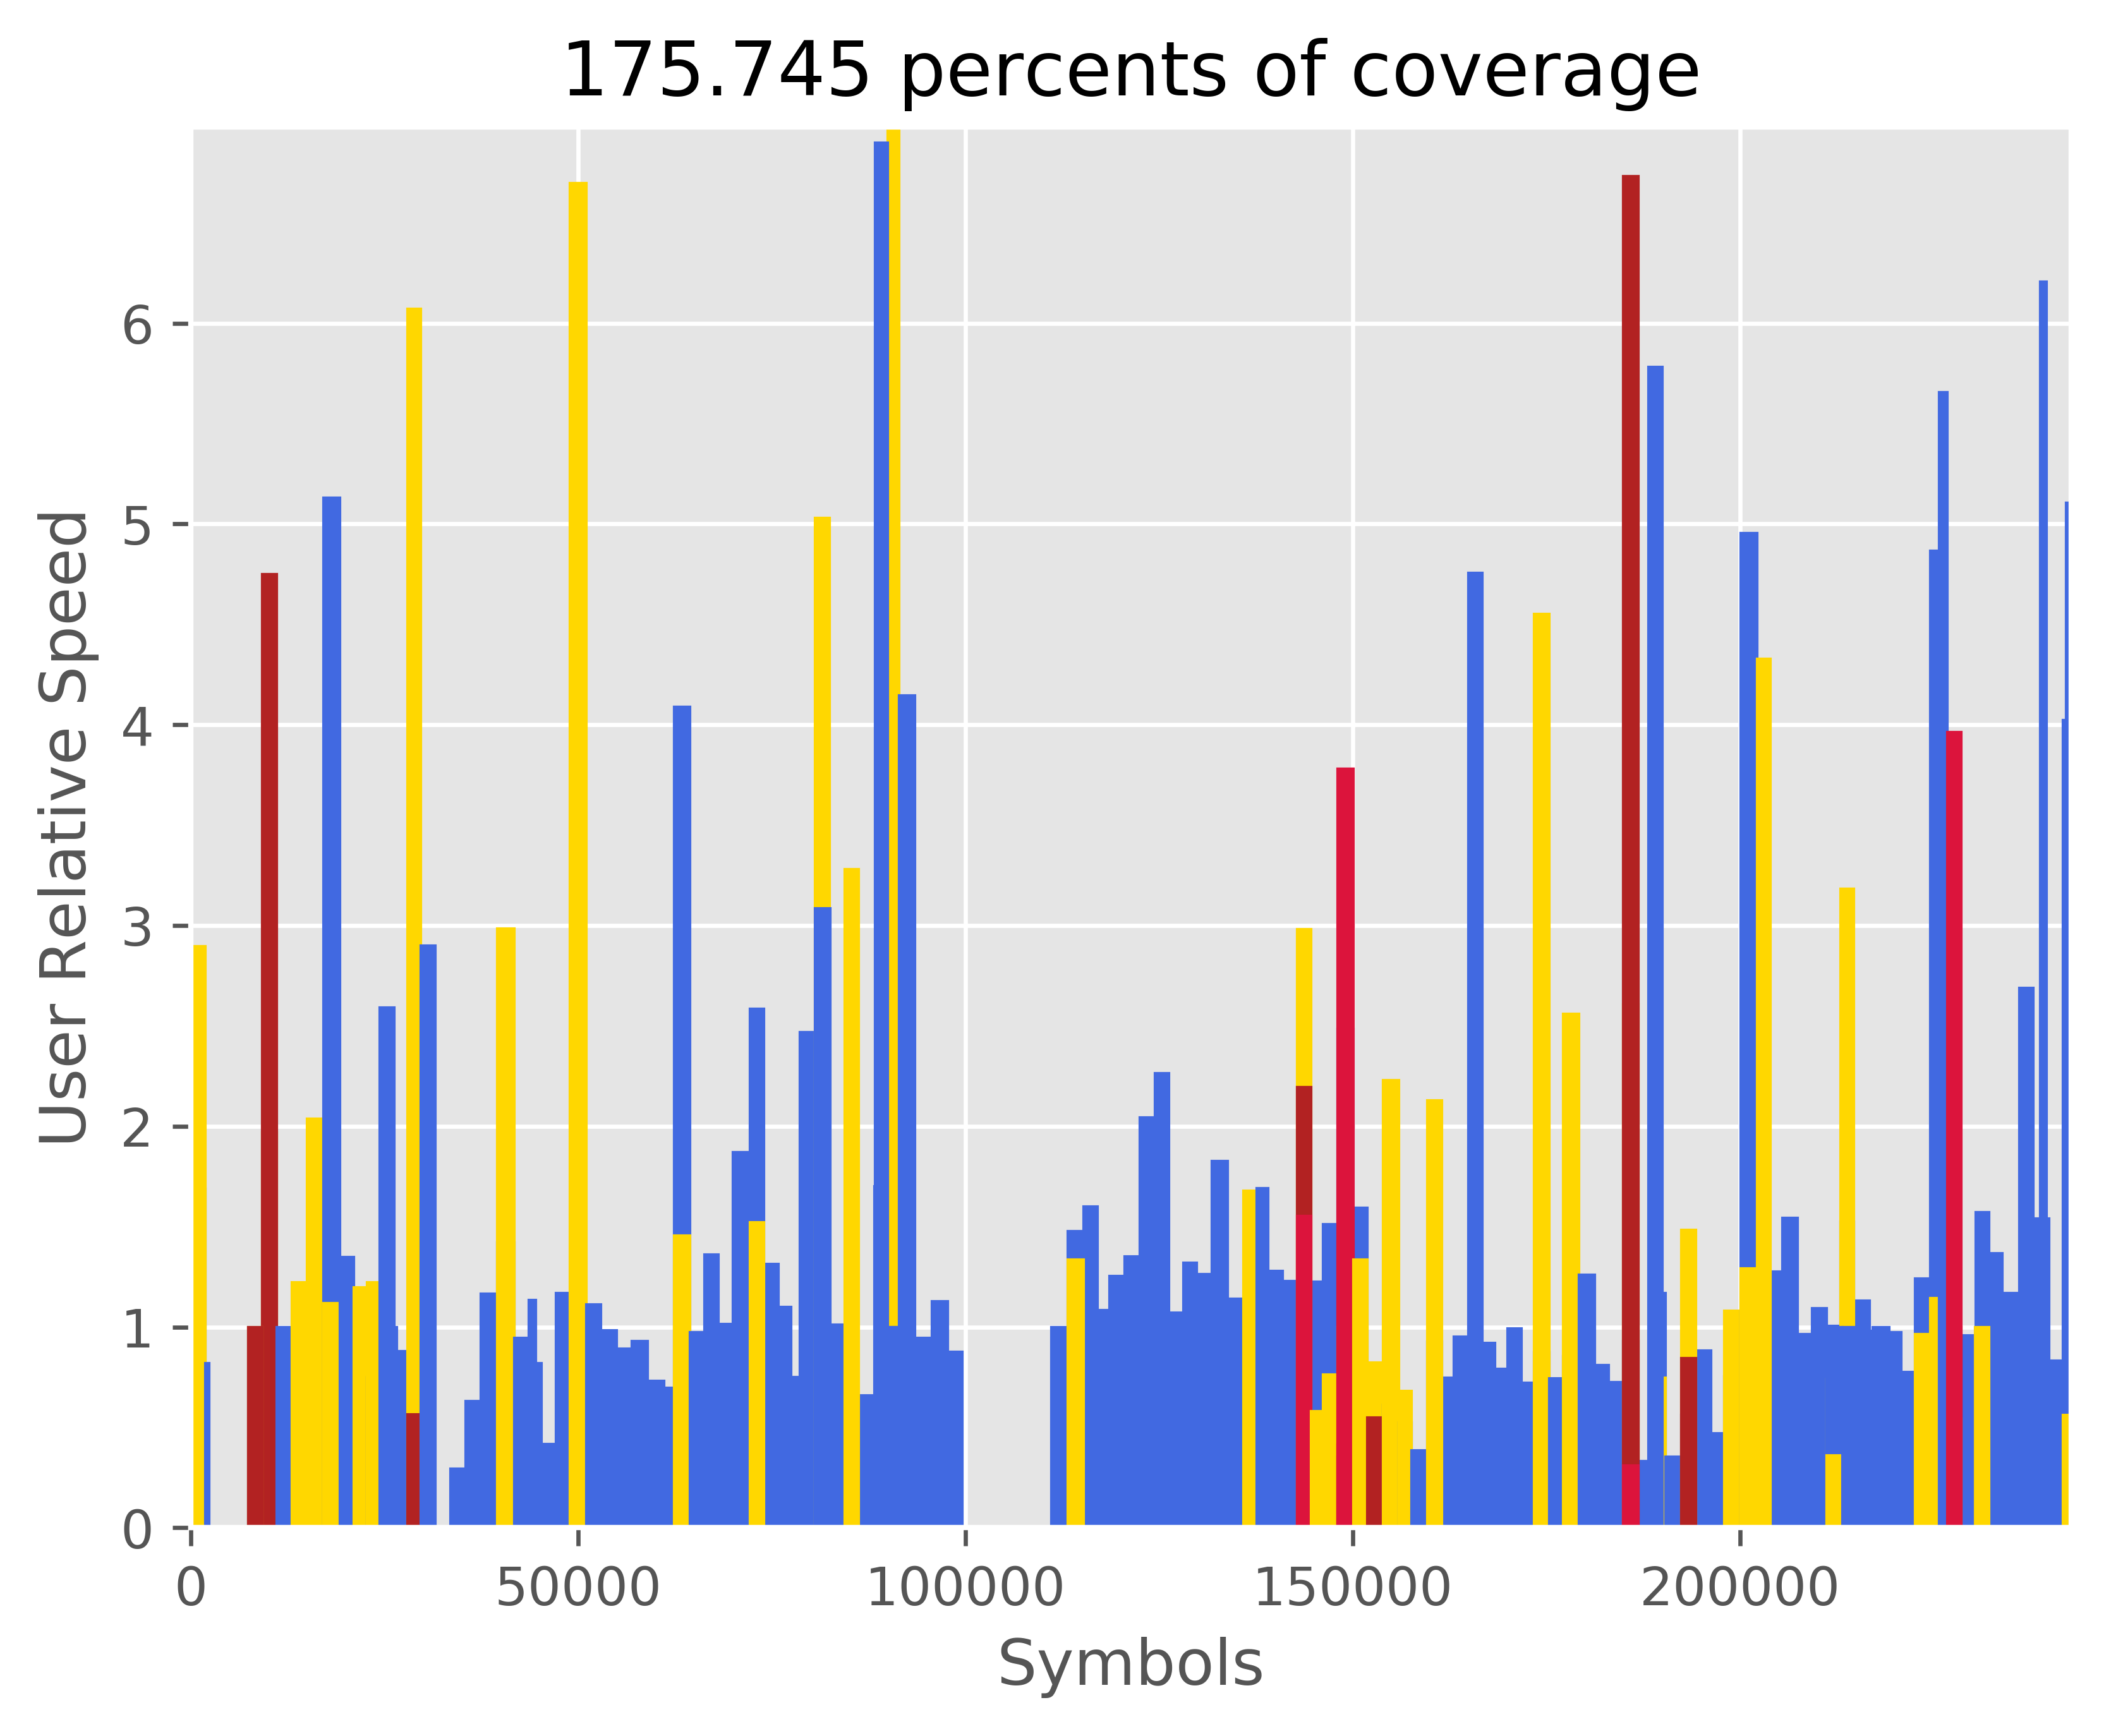 175.745 percents of coverage
User Relative Speed
6
5
4
3
2
1
0
0 50000 100000 150000 200000
Symbols